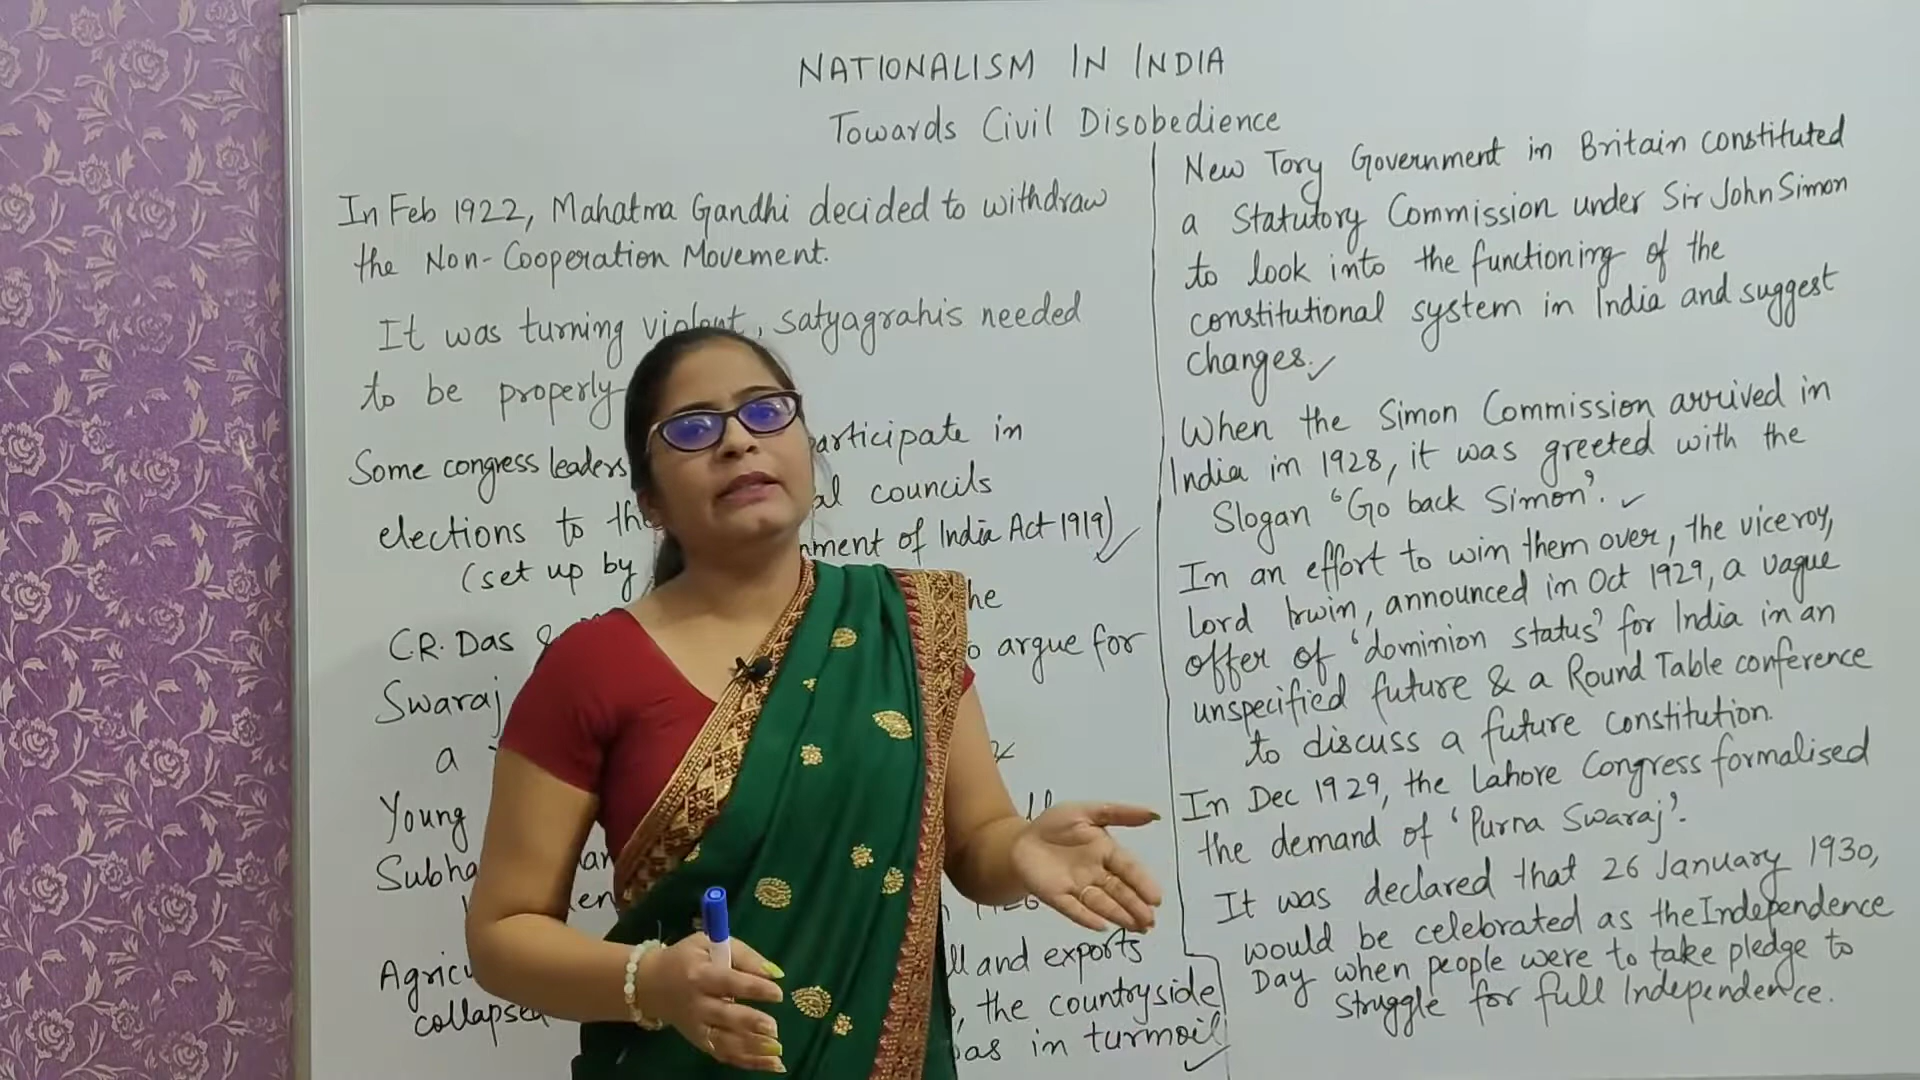 NATIONALISM IN INDIA
Towards Civil Disobedience
In Feb 1922, Mahatma Gandhi decided to withdraw
the Non-Cooperation Movement.
It was turning violent, satyagrahis needed
to be properly
Some congress leaders participate in
elections to the councils
(set up by of India Act 1919)
C.R. Das &
Swaraj to argue for
a
Young
Agricu and exports
collapsed the countryside
was in turmoil
New Tory Government in Britain constituted
a Statutory Commission under Sir John Simon
to look into the functioning of the
constitutional system in India and suggest
changes.
When the Simon Commission arrived in
India in 1928, it was greeted with the
Slogan 'Go back Simon'.
In an effort to win them over, the viceroy,
lord Irwin, announced in Oct 1929, a vague
offer of 'dominion status' for India in an
unspecified future & a Round Table conference
to discuss a future constitution.
In Dec 1929, the Lahore Congress formalised
the demand of 'Purna Swaraj'.
It was declared that 26 January 1930,
would be celebrated as the Independence
Day when people were to take pledge to
struggle for full Independence.